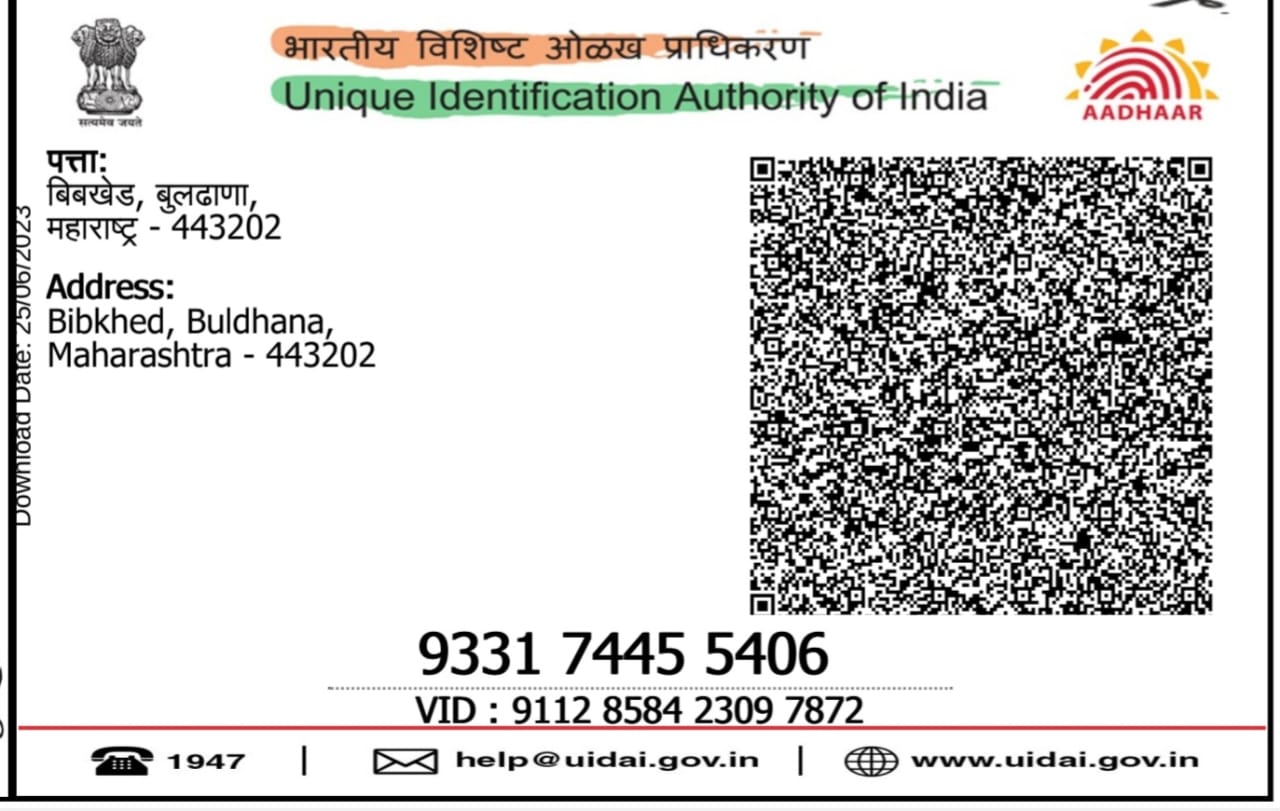 भारतीय विशिष्ट ओळख प्राधिकरण
Unique Identification Authority of India
सत्यमेव जयते
AADHAAR
पत्ता:
बिबखेड, बुलढाणा,
महाराष्ट्र - 443202
Address:
Bibkhed, Buldhana,
Maharashtra - 443202
Download Date: 25/06/2023
9331 7445 5406
VID : 9112 8584 2309 7872
1947 | help@uidai.gov.in | www.uidai.gov.in